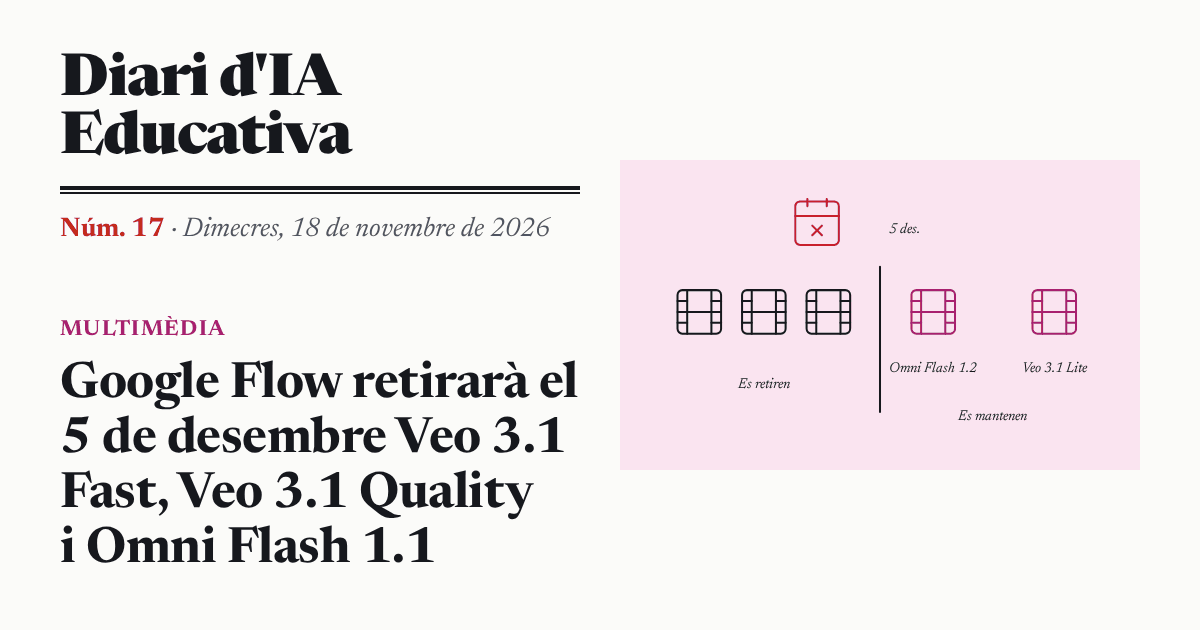 Diari d'IA
Educativa
Núm. 17 · Dimecres, 18 de novembre de 2026
MULTIMÈDIA
Google Flow retirarà el
5 de desembre Veo 3.1
Fast, Veo 3.1 Quality
i Omni Flash 1.1
5 des.
Es retiren
Omni Flash 1.2
Veo 3.1 Lite
Es mantenen